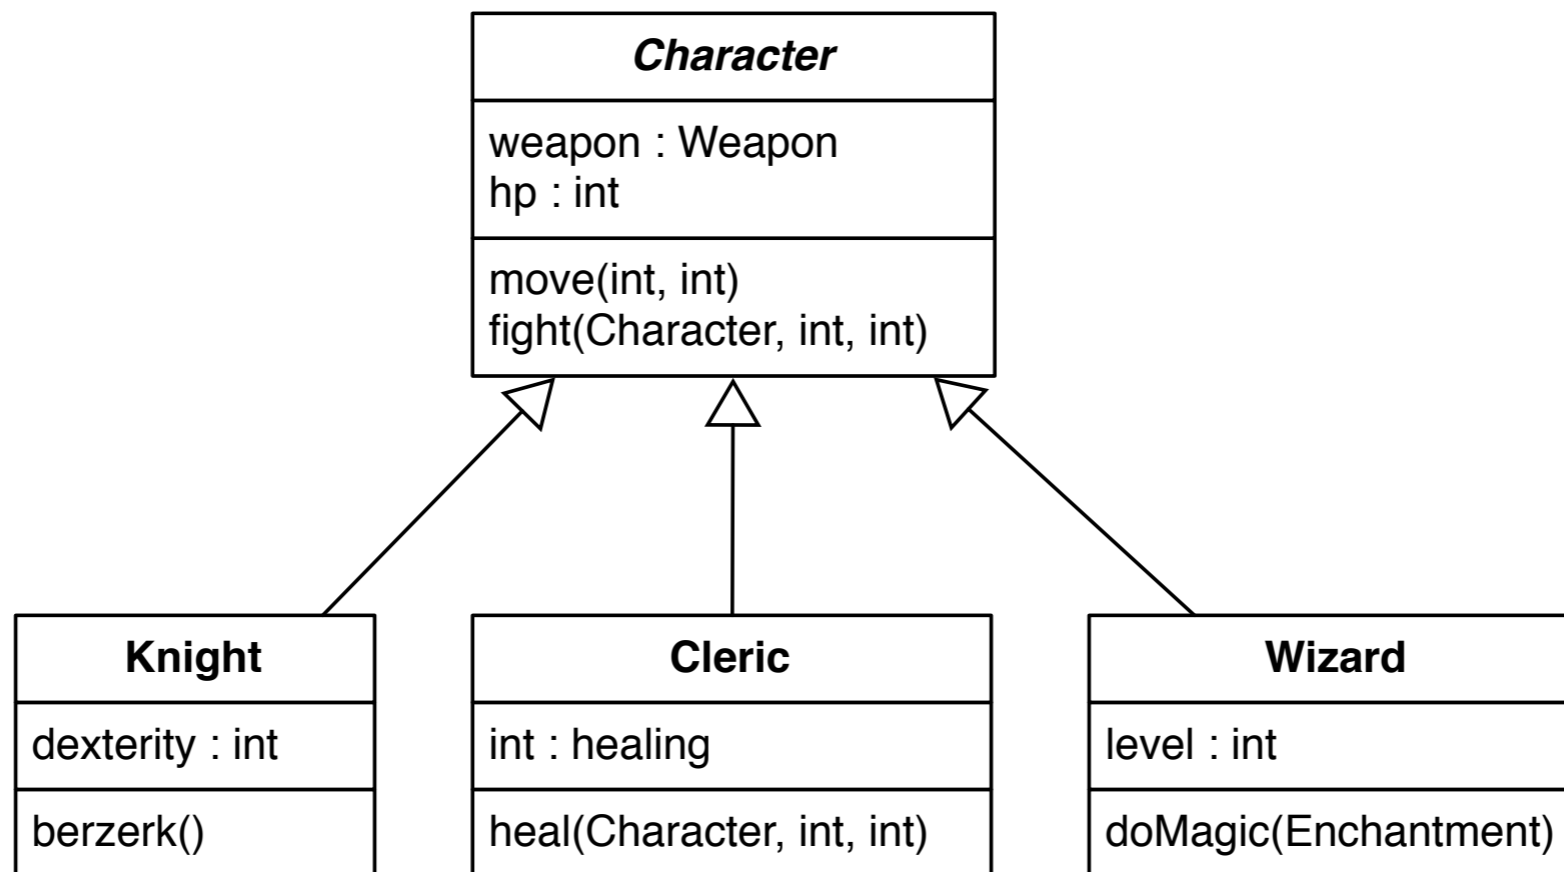 Character
weapon : Weapon
hp : int
move(int, int)
fight(Character, int, int)
Knight
dexterity : int
berzerk()
Cleric
int : healing
heal(Character, int, int)
Wizard
level : int
doMagic(Enchantment)